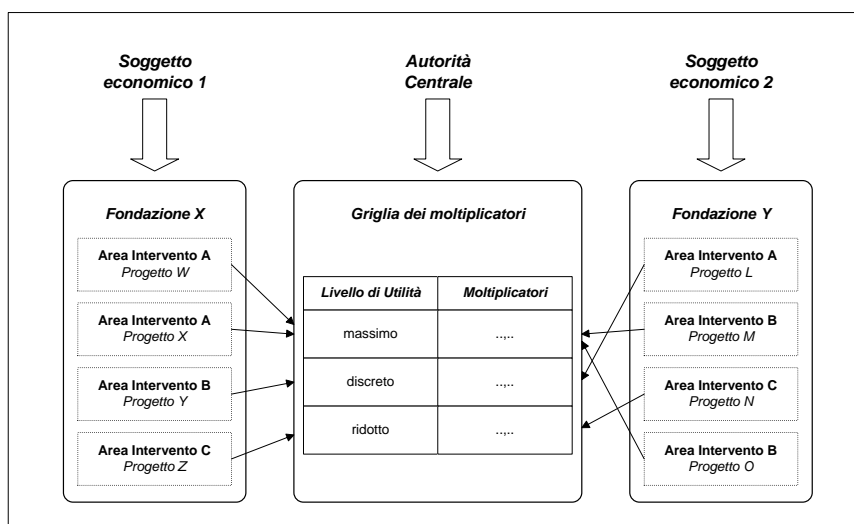 Soggetto
economico 1
Autorità
Centrale
Soggetto
economico 2
Fondazione X
Area Intervento A
Progetto W
Area Intervento A
Progetto X
Area Intervento B
Progetto Y
Area Intervento C
Progetto Z
Griglia dei moltiplicatori
Livello di Utilità Moltiplicatori
massimo ..,..
discreto ..,..
ridotto ..,..
Fondazione Y
Area Intervento A
Progetto L
Area Intervento B
Progetto M
Area Intervento C
Progetto N
Area Intervento B
Progetto O